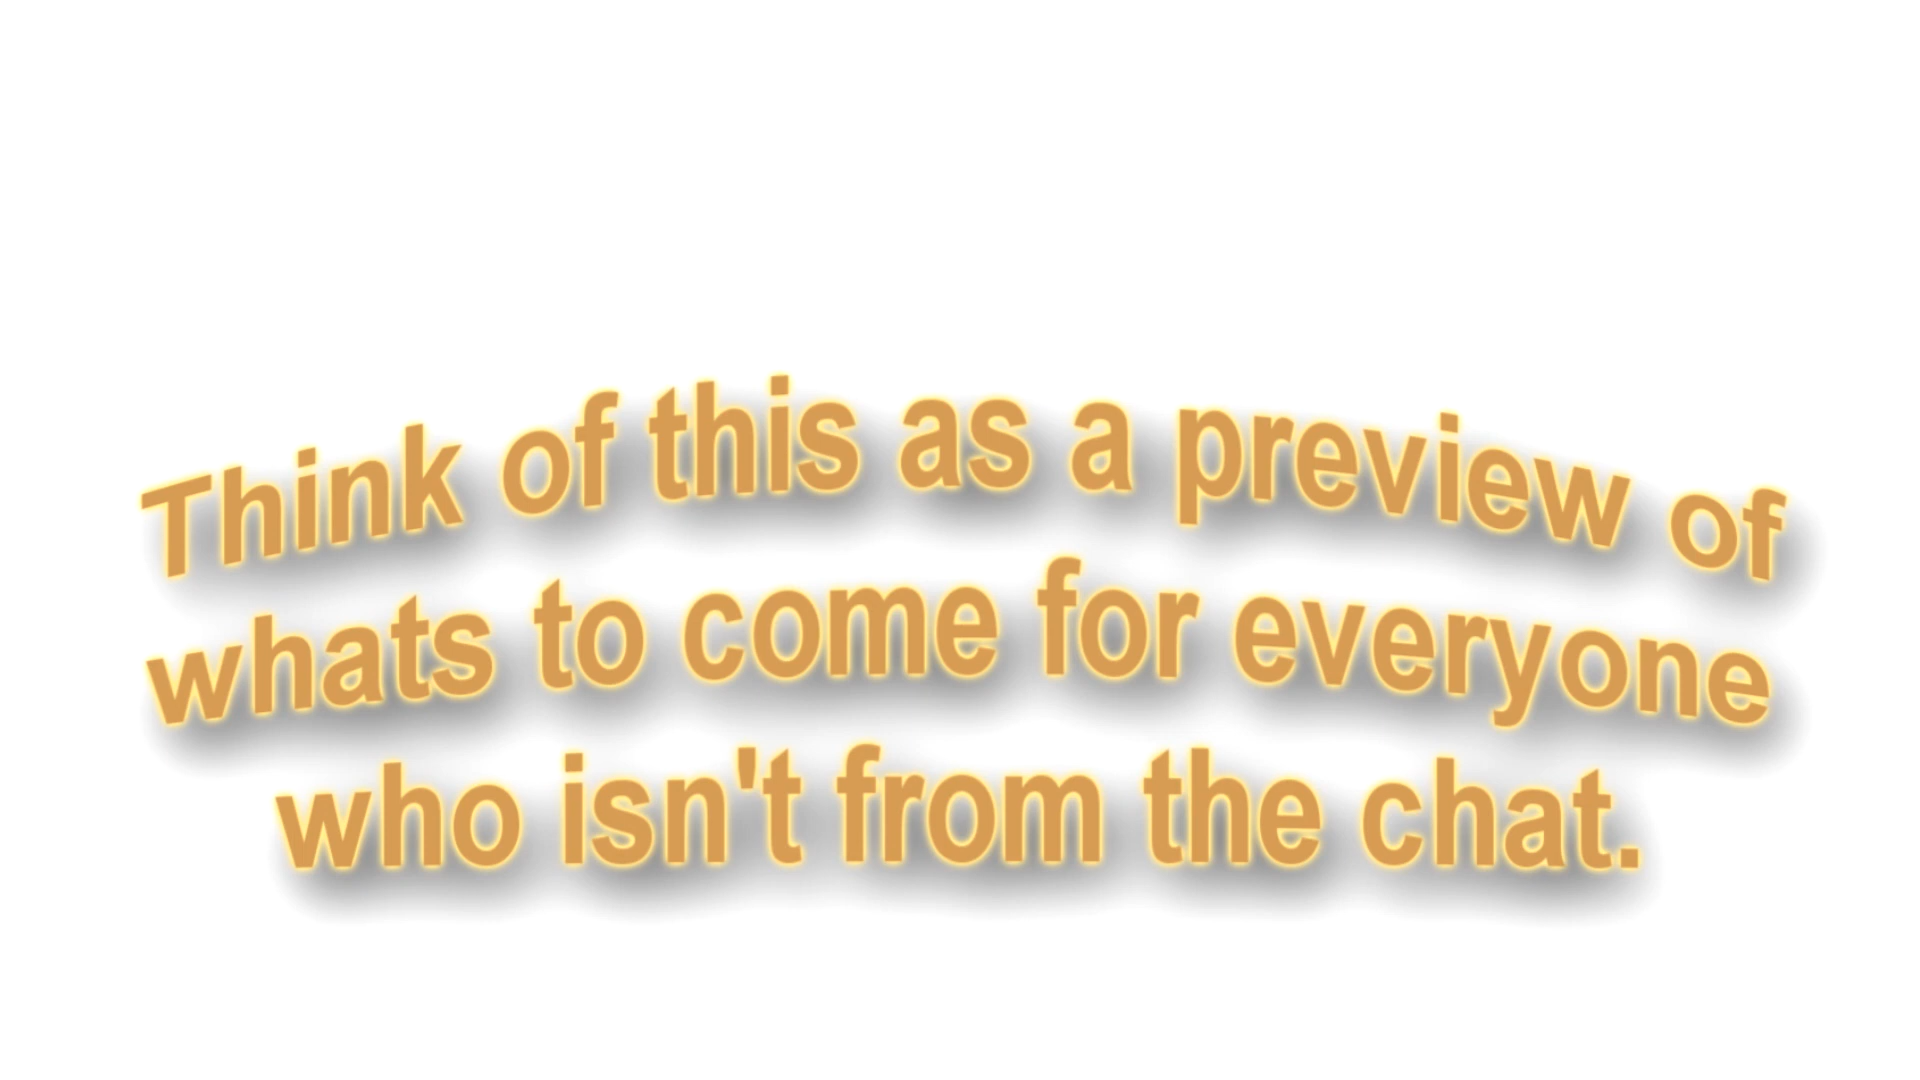 Think of this as a preview of
whats to come for everyone
who isn't from the chat.